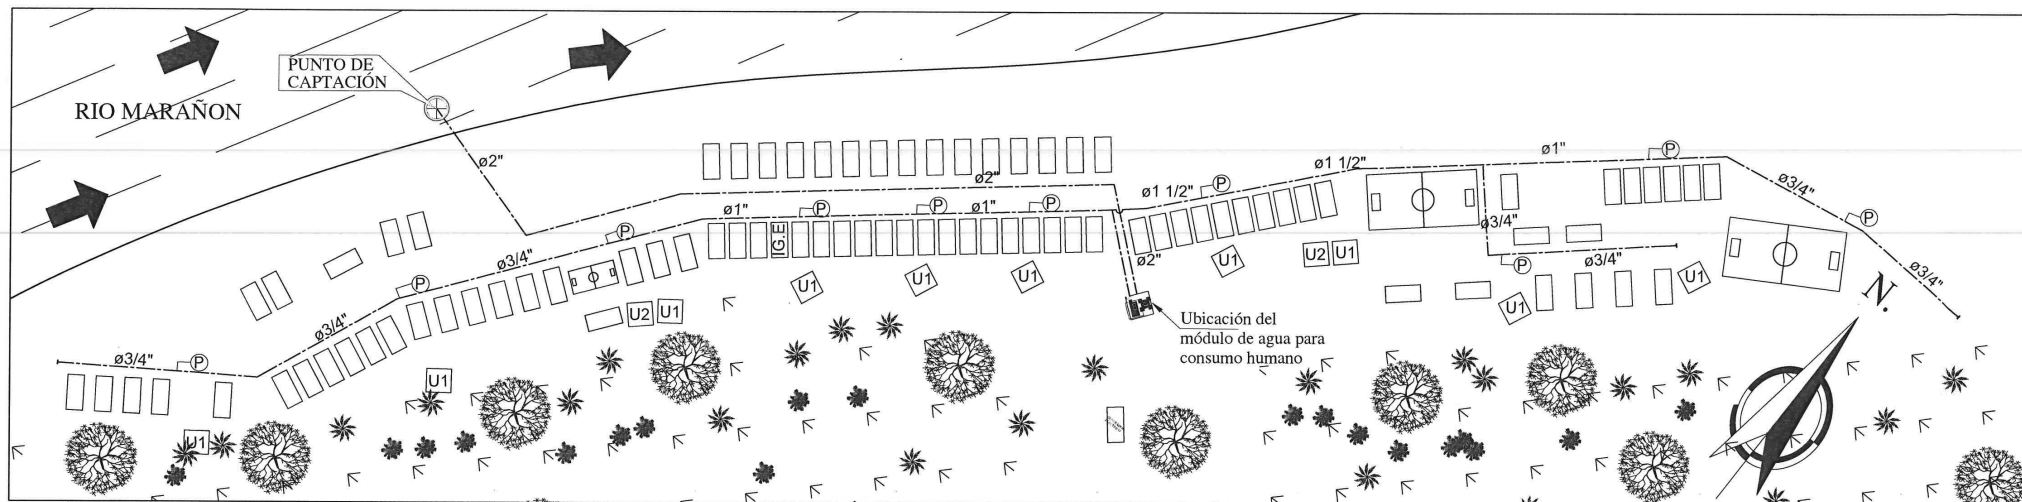 PUNTO DE
CAPTACIÓN
RIO MARAÑON
ø2"
ø2"
ø1 1/2"
ø1 1/2"
ø1"
P
ø3/4"
P
P
ø1"
P
P
ø1"
P
P
ø3/4"
IG.E
ø3/4"
P
ø3/4"
P
ø2"
U1
U2
U1
ø3/4"
P
ø3/4"
U1
U1
U1
U1
U1
ø3/4"
N.
U2
U1
ø3/4"
P
Ubicación del
módulo de agua para
consumo humano
U1
U1